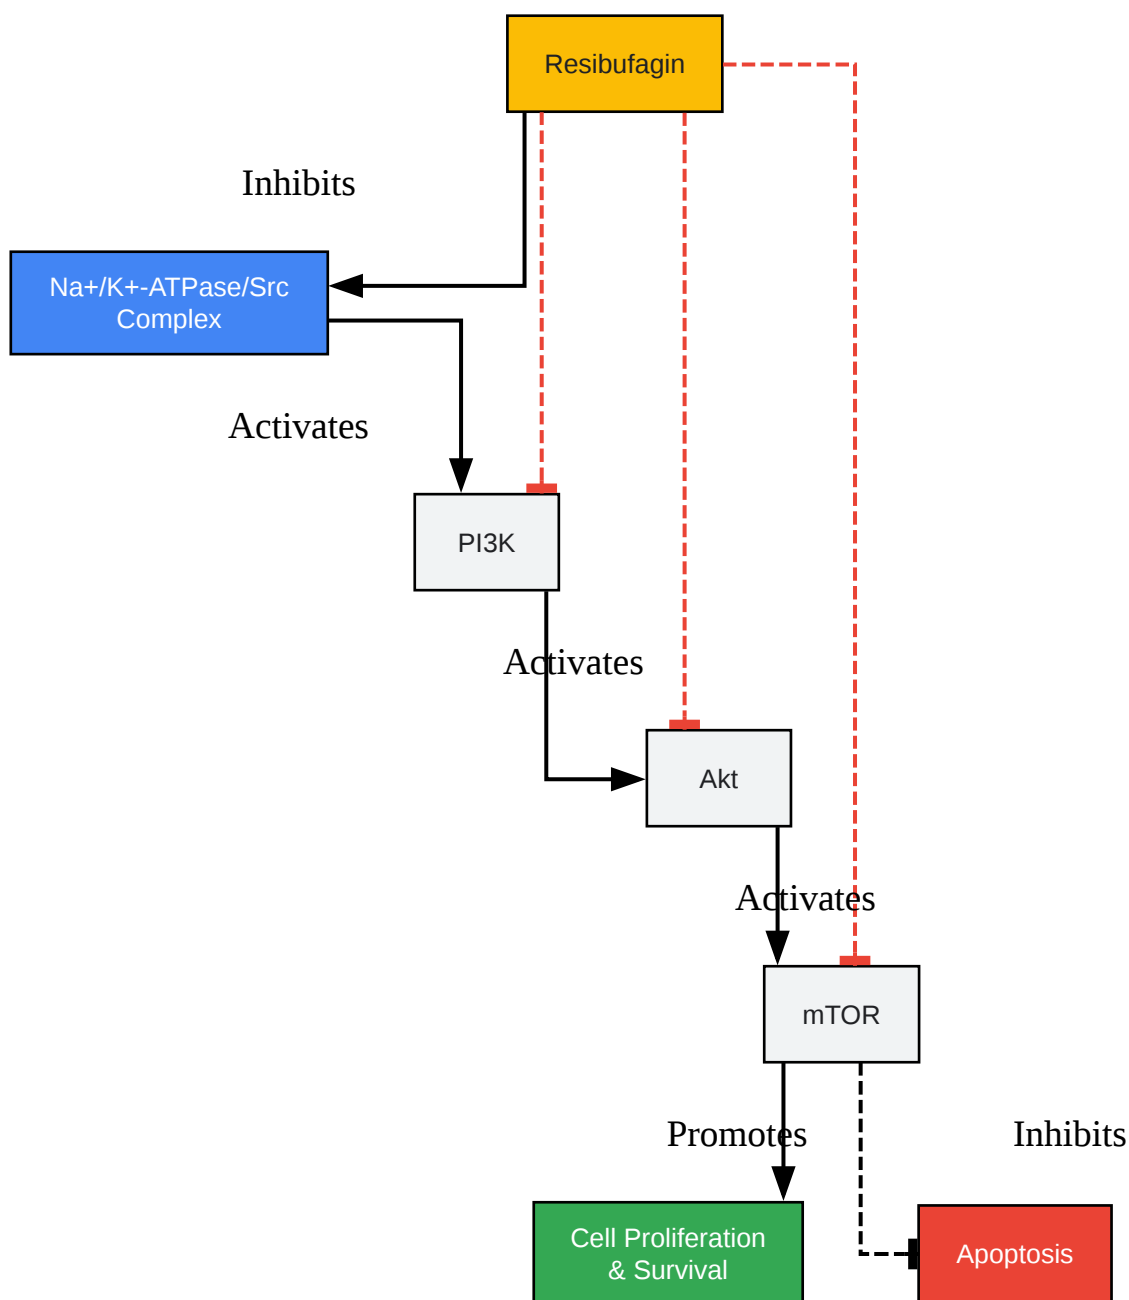 Resibufagin
Inhibits
Na+/K+-ATPase/Src
Complex
Activates
PI3K
Activates
Akt
Activates
mTOR
Promotes
Inhibits
Cell Proliferation
& Survival
Apoptosis